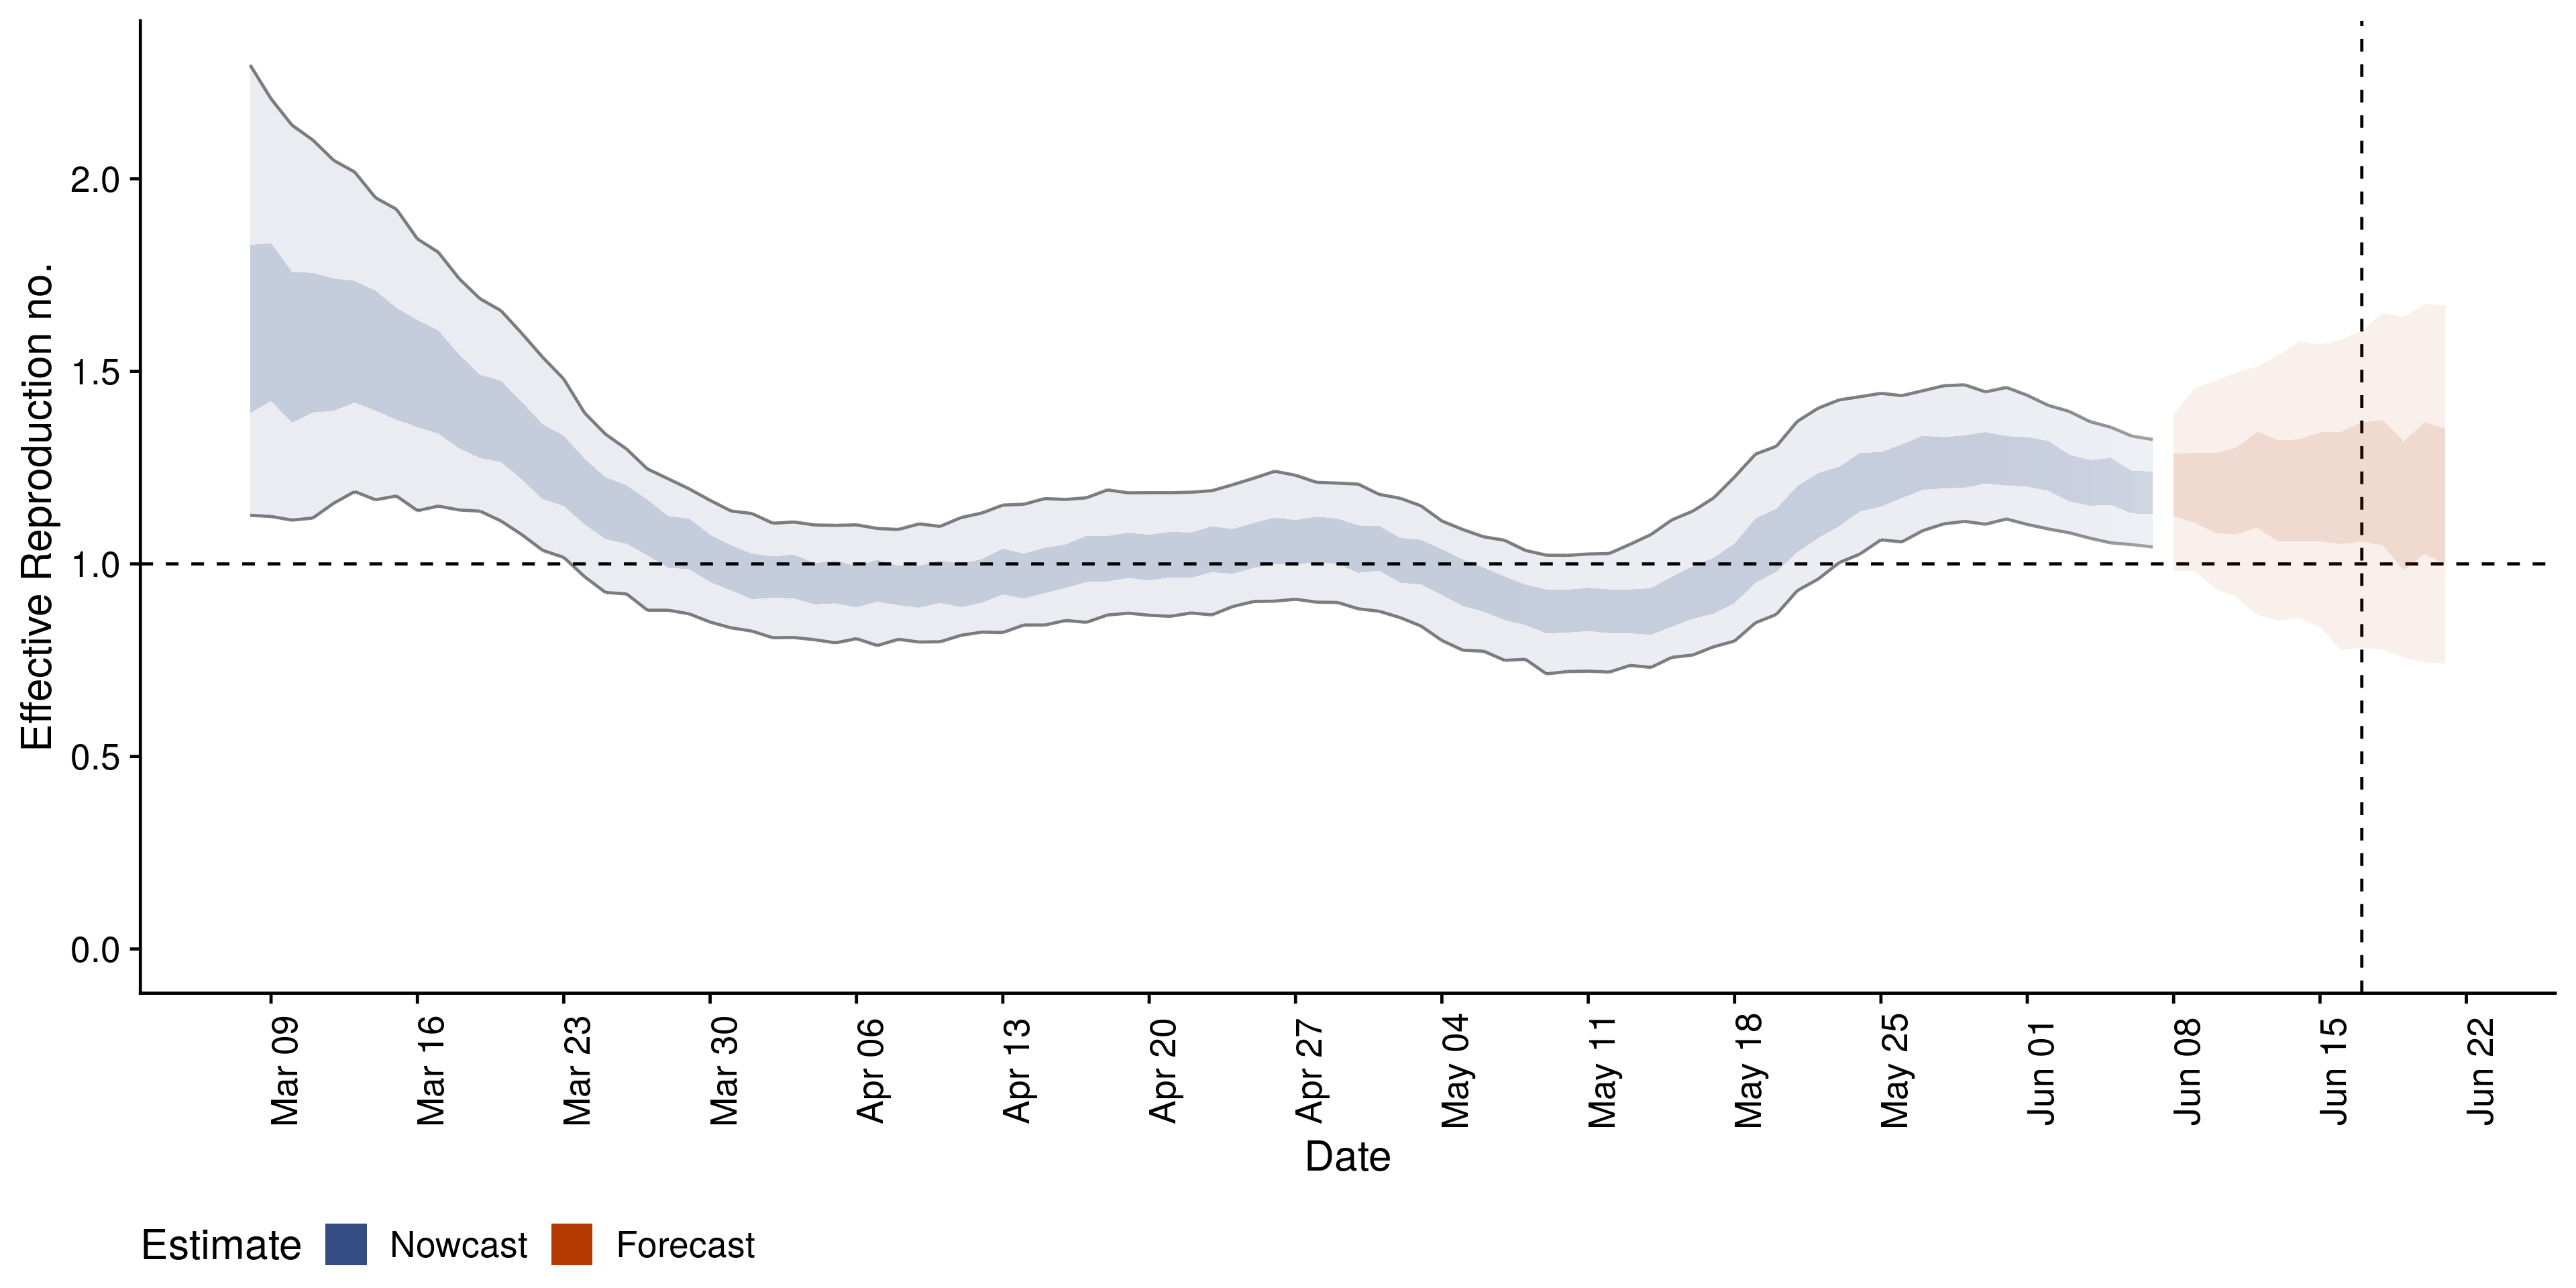 Effective Reproduction no.
2.0
1.5
1.0
0.5
0.0
Mar 09
Mar 16
Mar 23
Mar 30
Apr 06
Apr 13
Apr 20
Apr 27
May 04
May 11
May 18
May 25
Jun 01
Jun 08
Jun 15
Jun 22
Date
Estimate Nowcast Forecast